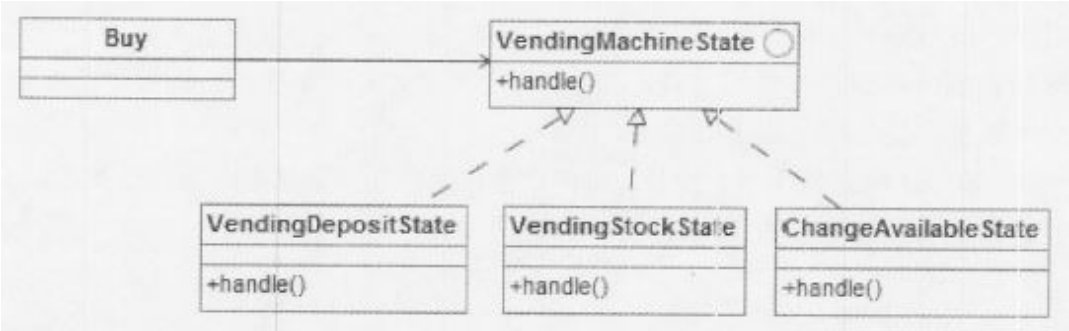 Buy
VendingMachineState
+handle()
VendingDepositState
+handle()
VendingStockState
+handle()
ChangeAvailableState
+handle()